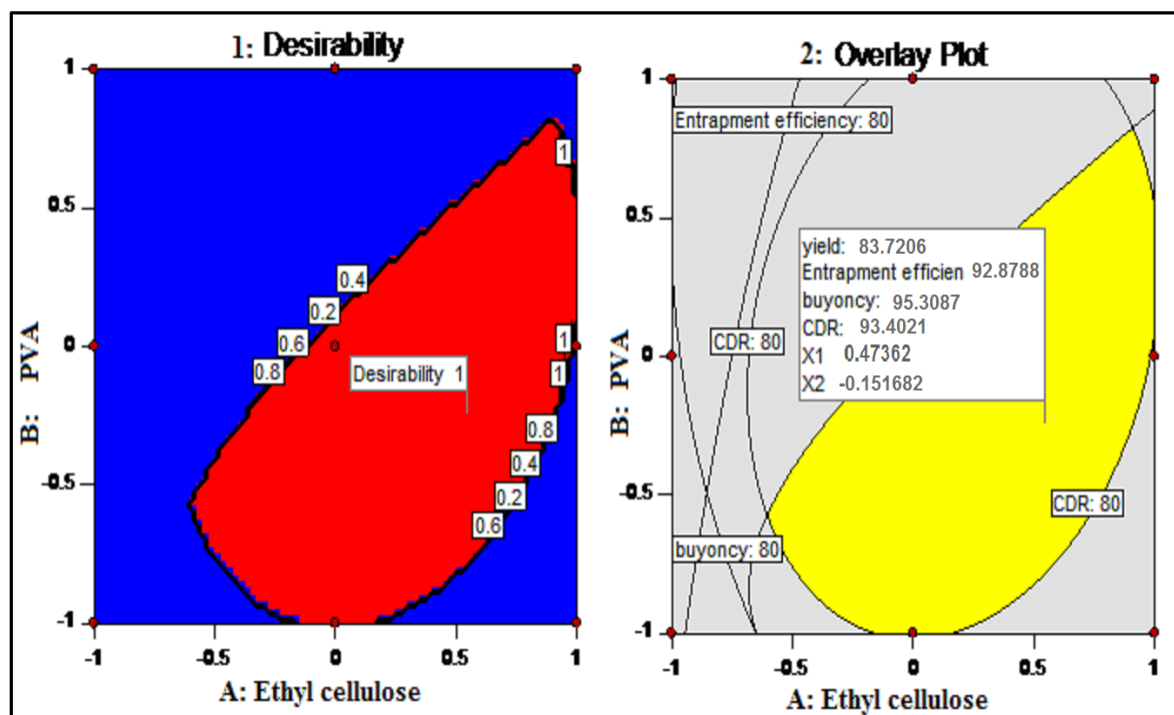 1: Desirability
1
0.5
0
-0.5
-1
-1
-0.5
0
0.5
1
B: PVA
A: Ethyl cellulose
1
0.4
0.2
0.6
0.8
1
1
Desirability 1
0.8
0.4
0.2
0.6
2: Overlay Plot
1
0.5
0
-0.5
-1
-1
-0.5
0
0.5
1
B: PVA
A: Ethyl cellulose
Entrapment efficiency: 80
CDR: 80
yield: 83.7206
Entrapment efficien 92.8788
buyoncy: 95.3087
CDR: 93.4021
X1 0.47362
X2 -0.151682
CDR: 80
buyoncy: 80